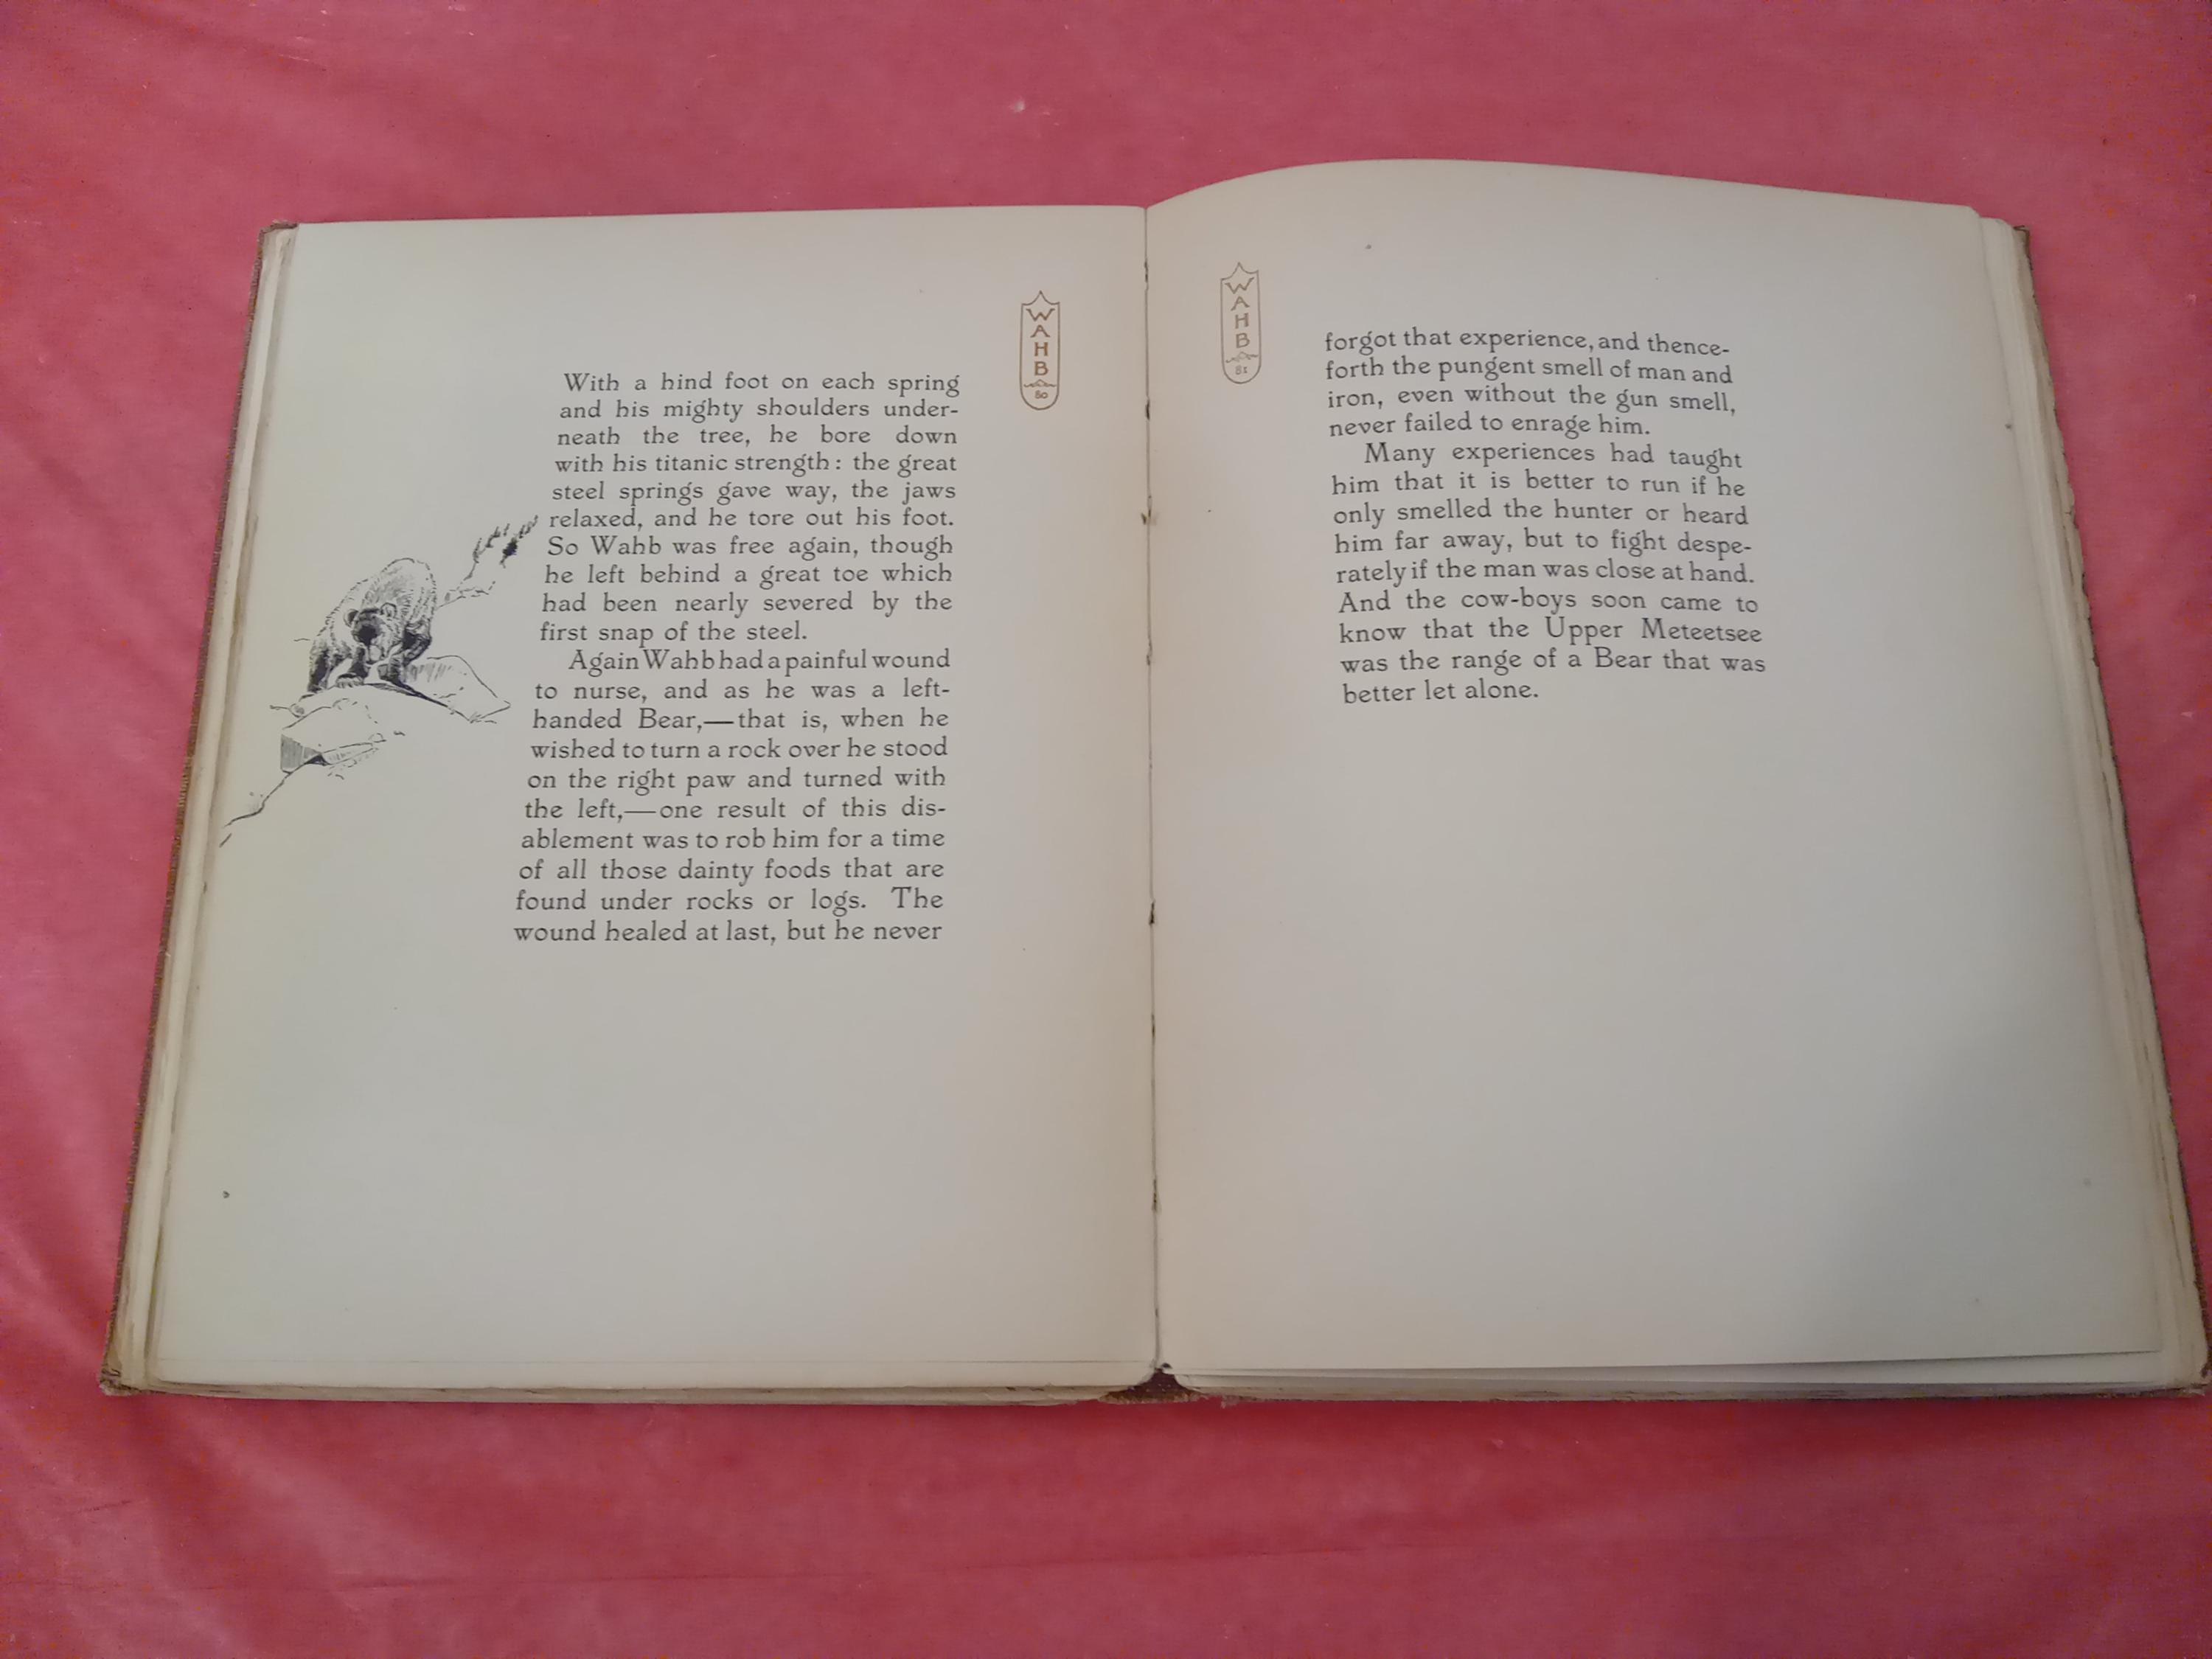 W
A
H
B
80
With a hind foot on each spring
and his mighty shoulders under-
neath the tree, he bore down
with his titanic strength: the great
steel springs gave way, the jaws
relaxed, and he tore out his foot.
So Wahb was free again, though
he left behind a great toe which
had been nearly severed by the
first snap of the steel.
Again Wahb had a painful wound
to nurse, and as he was a left-
handed Bear,—that is, when he
wished to turn a rock over he stood
on the right paw and turned with
the left,—one result of this dis-
ablement was to rob him for a time
of all those dainty foods that are
found under rocks or logs. The
wound healed at last, but he never
W
A
H
B
81
forgot that experience, and thence-
forth the pungent smell of man and
iron, even without the gun smell,
never failed to enrage him.
Many experiences had taught
him that it is better to run if he
only smelled the hunter or heard
him far away, but to fight despe-
rately if the man was close at hand.
And the cow-boys soon came to
know that the Upper Meteetsee
was the range of a Bear that was
better let alone.